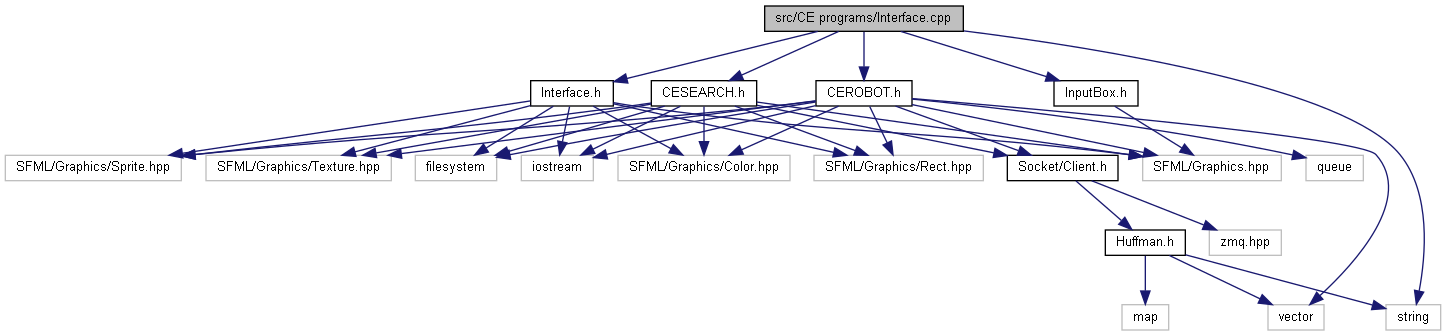 src/CE programs/Interface.cpp
Interface.h
CESEARCH.h
CEROBOT.h
InputBox.h
SFML/Graphics/Sprite.hpp
SFML/Graphics/Texture.hpp
filesystem
iostream
SFML/Graphics/Color.hpp
SFML/Graphics/Rect.hpp
Socket/Client.h
SFML/Graphics.hpp
queue
Huffman.h
zmq.hpp
map
vector
string